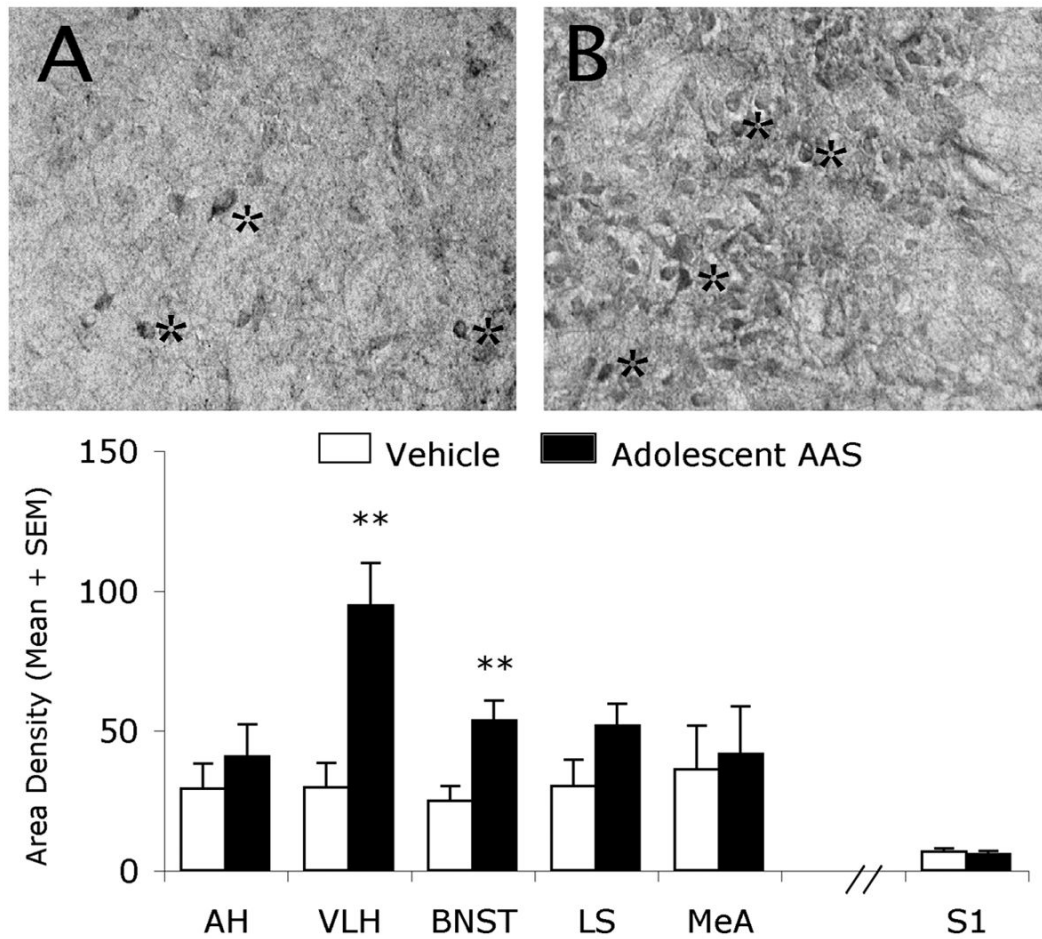 A
B
*
*
*
*
*
*
*
Vehicle
Adolescent AAS
Area Density (Mean + SEM)
150
100
50
0
**
**
AH VLH BNST LS MeA // S1